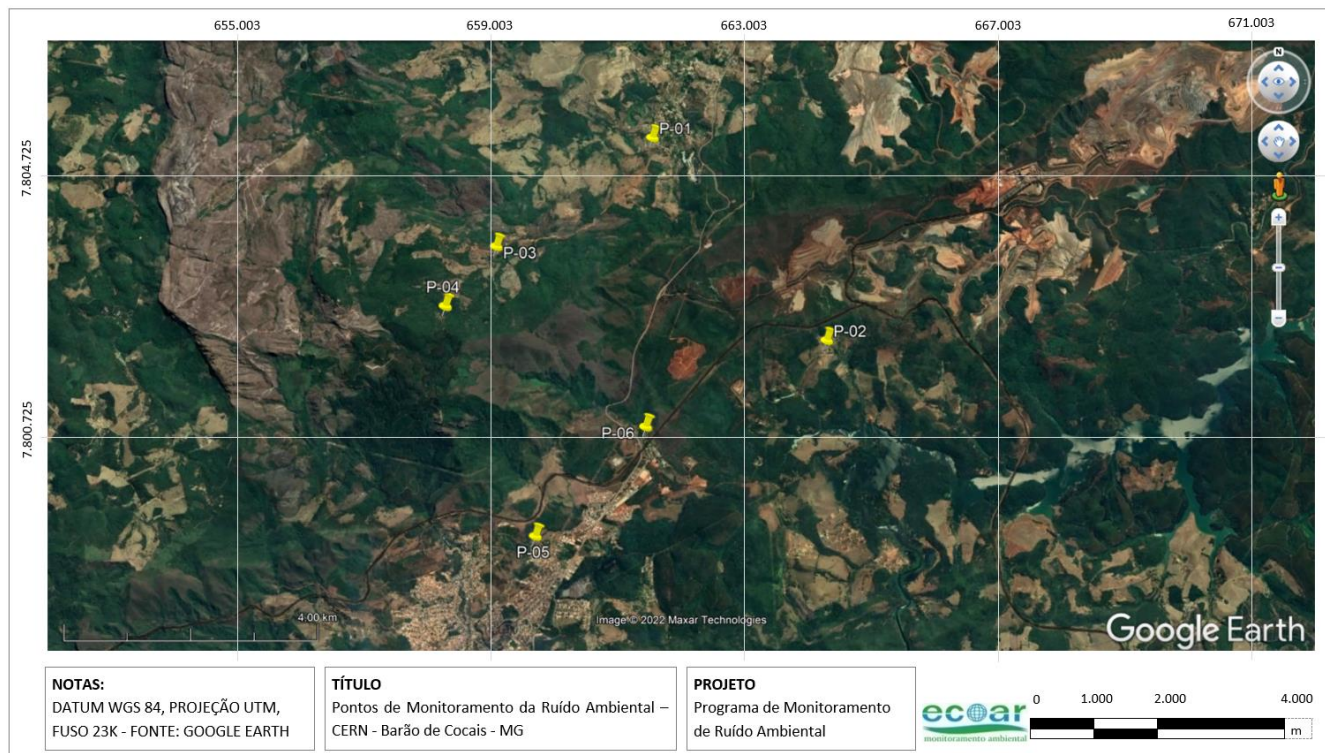 655.003 659.003 663.003 667.003 671.003
N
P-01
7.804.725
P-03
P-04
P-02
7.800.725
P-06
P-05
4.00 km
Image © 2022 Maxar Technologies
Google Earth
NOTAS:
DATUM WGS 84, PROJEÇÃO UTM,
FUSO 23K - FONTE: GOOGLE EARTH
TÍTULO
Pontos de Monitoramento da Ruído Ambiental –
CERN - Barão de Cocais - MG
PROJETO
Programa de Monitoramento
de Ruído Ambiental
ecoar
monitoramento ambiental
0 1.000 2.000 4.000
m